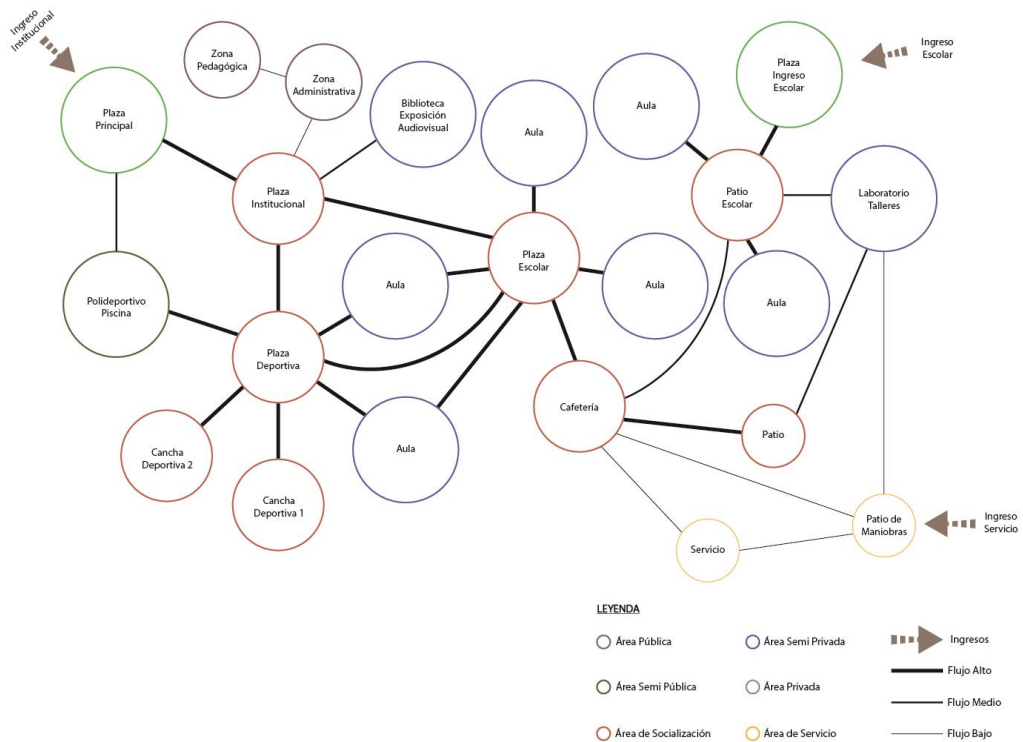 Ingreso
Institucional
Zona
Pedagógica
Zona
Administrativa
Plaza
Principal
Biblioteca
Exposición
Audiovisual
Aula
Aula
Plaza
Ingreso
Escolar
Ingreso
Escolar
Plaza
Institucional
Patio
Escolar
Laboratorio
Talleres
Plaza
Escolar
Polideportivo
Piscina
Aula
Aula
Aula
Plaza
Deportiva
Cafetería
Patio
Cancha
Deportiva 2
Aula
Cancha
Deportiva 1
Servicio
Patio de
Maniobras
Ingreso
Servicio
LEYENDA
Área Pública
Área Semi Privada
Ingresos
Flujo Alto
Área Semi Pública
Área Privada
Flujo Medio
Área de Socialización
Área de Servicio
Flujo Bajo